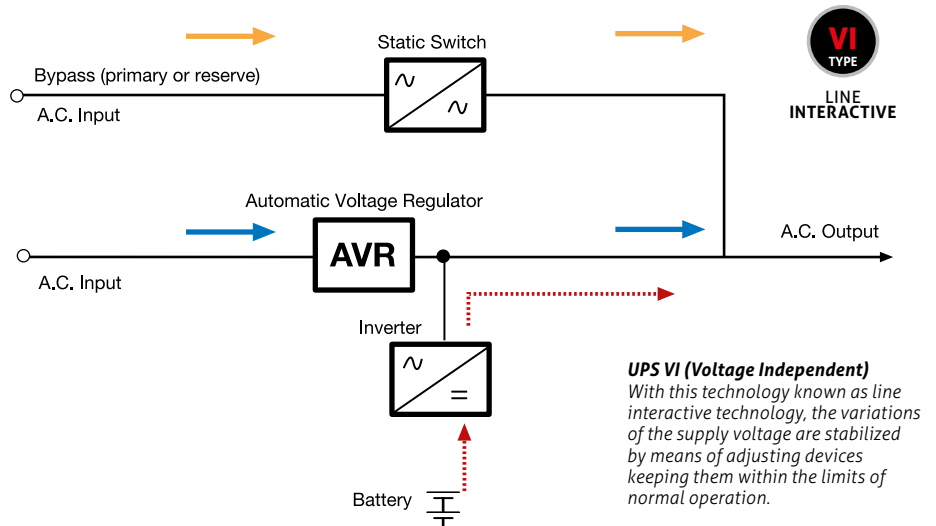 Static Switch
VI
TYPE
LINE
INTERACTIVE
Bypass (primary or reserve)
A.C. Input
Automatic Voltage Regulator
AVR
A.C. Output
A.C. Input
Inverter
UPS VI (Voltage Independent)
With this technology known as line
interactive technology, the variations
of the supply voltage are stabilized
by means of adjusting devices
keeping them within the limits of
normal operation.
Battery